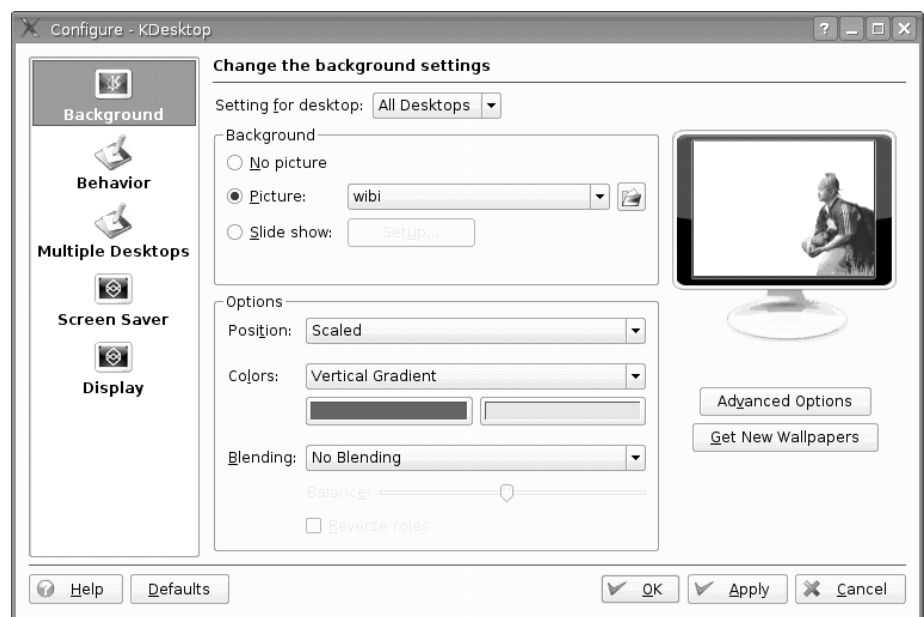 Configure - KDesktop
?
Background
Behavior
Multiple Desktops
Screen Saver
Display
Change the background settings
Setting for desktop: All Desktops
Background
No picture
Picture: wibi
Slide show: Setup...
Options
Position: Scaled
Colors: Vertical Gradient
Blending: No Blending
Balance:
Reverse roles
Advanced Options
Get New Wallpapers
Help
Defaults
OK
Apply
Cancel